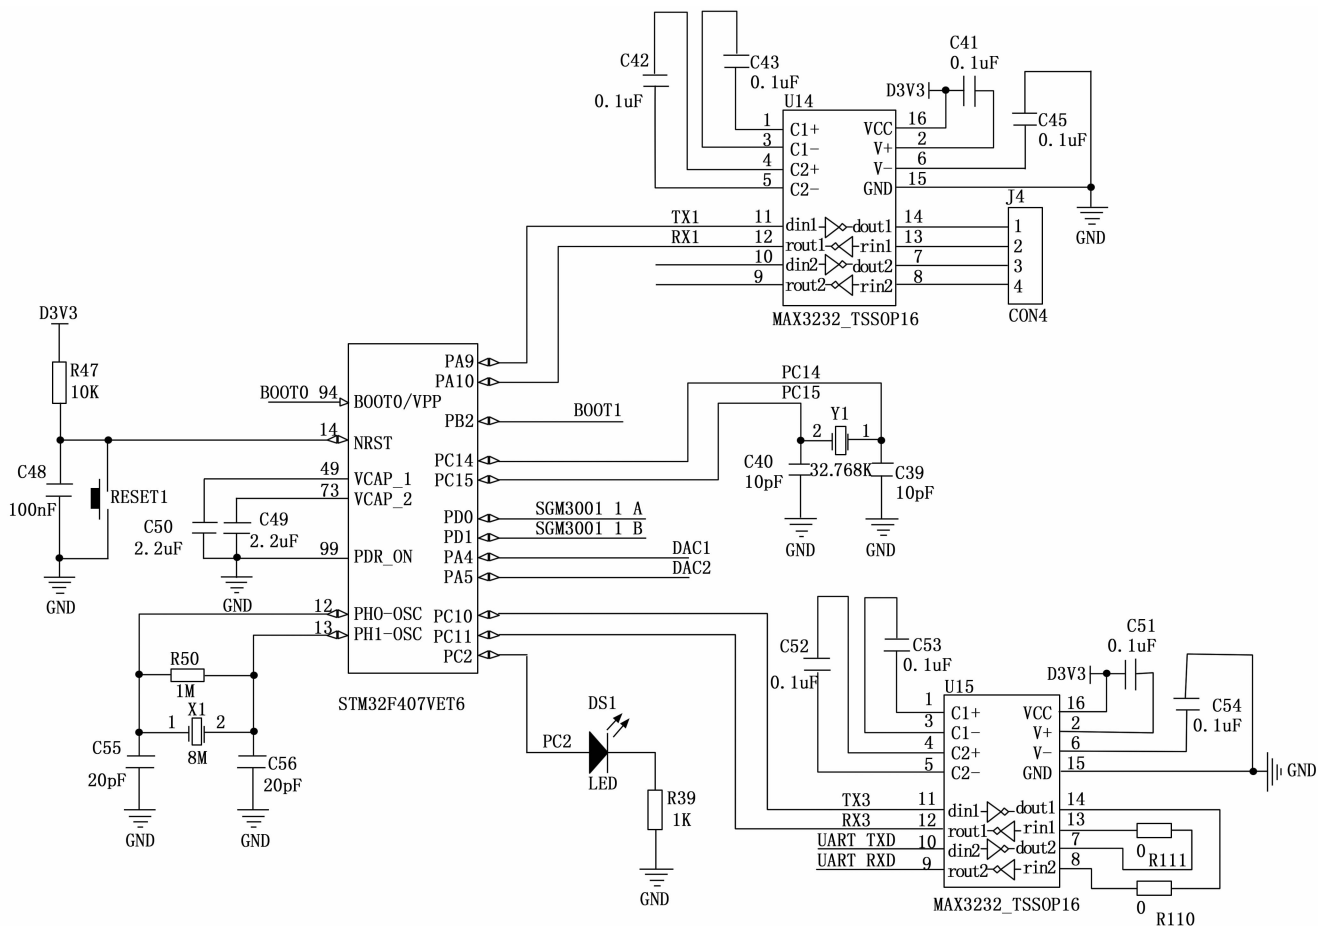 C41
0.1uF
C42
0.1uF
C43
0.1uF
D3V3
C45
0.1uF
U14
1 C1+ VCC 16
3 C1- V+ 2
4 C2+ V- 6
5 C2- GND 15
GND
J4
TX1 11 din1 dout1 14 1
RX1 12 rout1 rin1 13 2
10 din2 dout2 7 3
9 rout2 rin2 8 4
MAX3232_TSSOP16
CON4
D3V3
R47
10K
C48
100nF
RESET1
GND
BOOT0 94 BOOT0/VPP
14 NRST
49 VCAP_1
73 VCAP_2
C50
2.2uF
C49
2.2uF
99 PDR_ON
GND
12 PH0-OSC
13 PH1-OSC
PA9
PA10
PB2 BOOT1
PC14 PC14
PC15 PC15
PD0 SGM3001 1 A
PD1 SGM3001 1 B
PA4 DAC1
PA5 DAC2
PC10
PC11
PC2
STM32F407VET6
Y1
2 1
32.768K
C40
10pF
C39
10pF
GND
GND
R50
1M
X1
1 2
8M
C55
20pF
C56
20pF
GND
GND
PC2
DS1
LED
R39
1K
GND
C51
0.1uF
C52
0.1uF
C53
0.1uF
D3V3
C54
0.1uF
U15
1 C1+ VCC 16
3 C1- V+ 2
4 C2+ V- 6
5 C2- GND 15
GND
TX3 11 din1 dout1 14
RX3 12 rout1 rin1 13
UART TXD 10 din2 dout2 7
UART RXD 9 rout2 rin2 8
0 R111
0 R110
MAX3232_TSSOP16